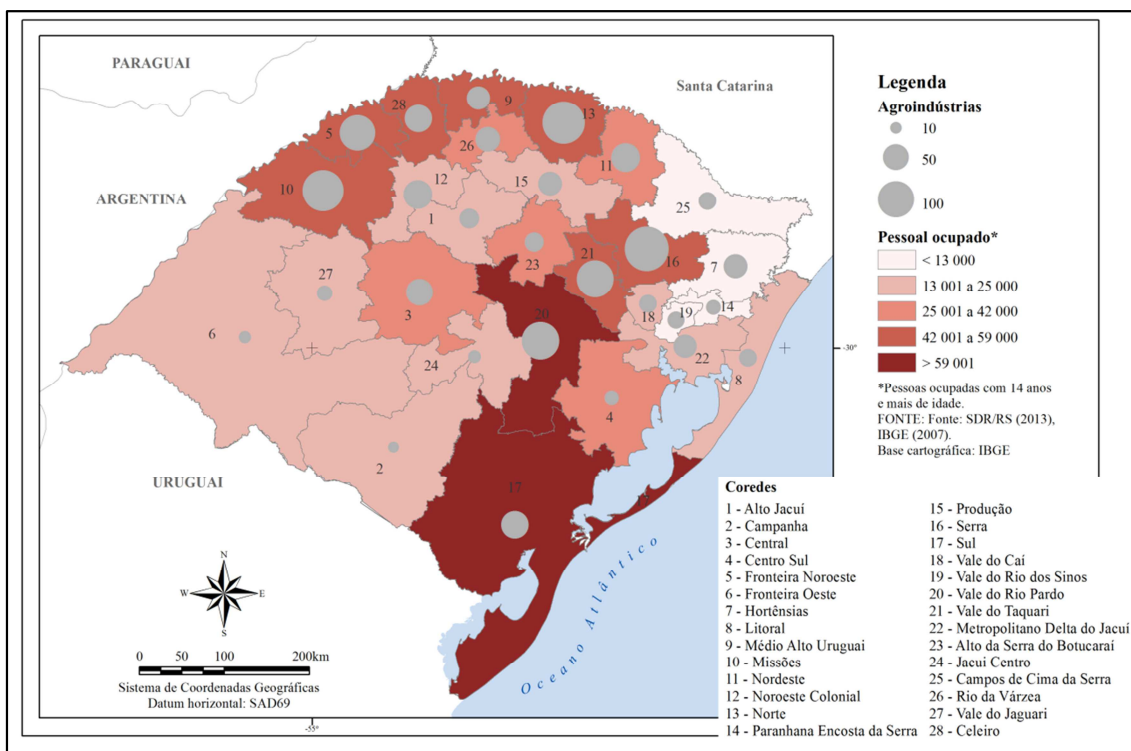 PARAGUAI
Santa Catarina
ARGENTINA
URUGUAI
28
9
13
5
26
11
10
12
15
25
1
23
21
16
7
27
3
18
19
14
6
20
22
24
8
4
2
17
17
Oceano Atlântico
N
W
E
S
0 50 100 200km
Sistema de Coordenadas Geográficas
Datum horizontal: SAD69
-55°
-30°
Legenda
Agroindústrias
10
50
100
Pessoal ocupado*
< 13 000
13 001 a 25 000
25 001 a 42 000
42 001 a 59 000
> 59 001
*Pessoas ocupadas com 14 anos
e mais de idade.
FONTE: Fonte: SDR/RS (2013),
IBGE (2007).
Base cartográfica: IBGE
Coredes
1 - Alto Jacuí
2 - Campanha
3 - Central
4 - Centro Sul
5 - Fronteira Noroeste
6 - Fronteira Oeste
7 - Hortênsias
8 - Litoral
9 - Médio Alto Uruguai
10 - Missões
11 - Nordeste
12 - Noroeste Colonial
13 - Norte
14 - Paranhana Encosta da Serra
15 - Produção
16 - Serra
17 - Sul
18 - Vale do Caí
19 - Vale do Rio dos Sinos
20 - Vale do Rio Pardo
21 - Vale do Taquari
22 - Metropolitano Delta do Jacuí
23 - Alto da Serra do Botucaraí
24 - Jacui Centro
25 - Campos de Cima da Serra
26 - Rio da Várzea
27 - Vale do Jaguari
28 - Celeiro